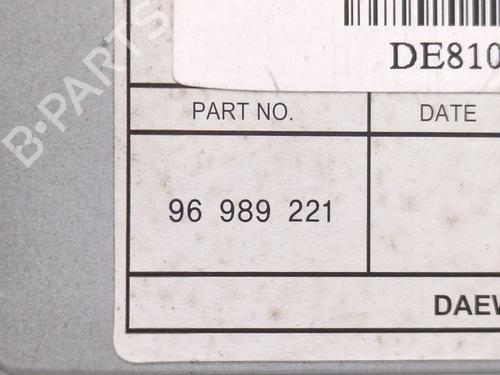 DE810
PART NO. DATE
96 989 221
DAEW
B-PARTS